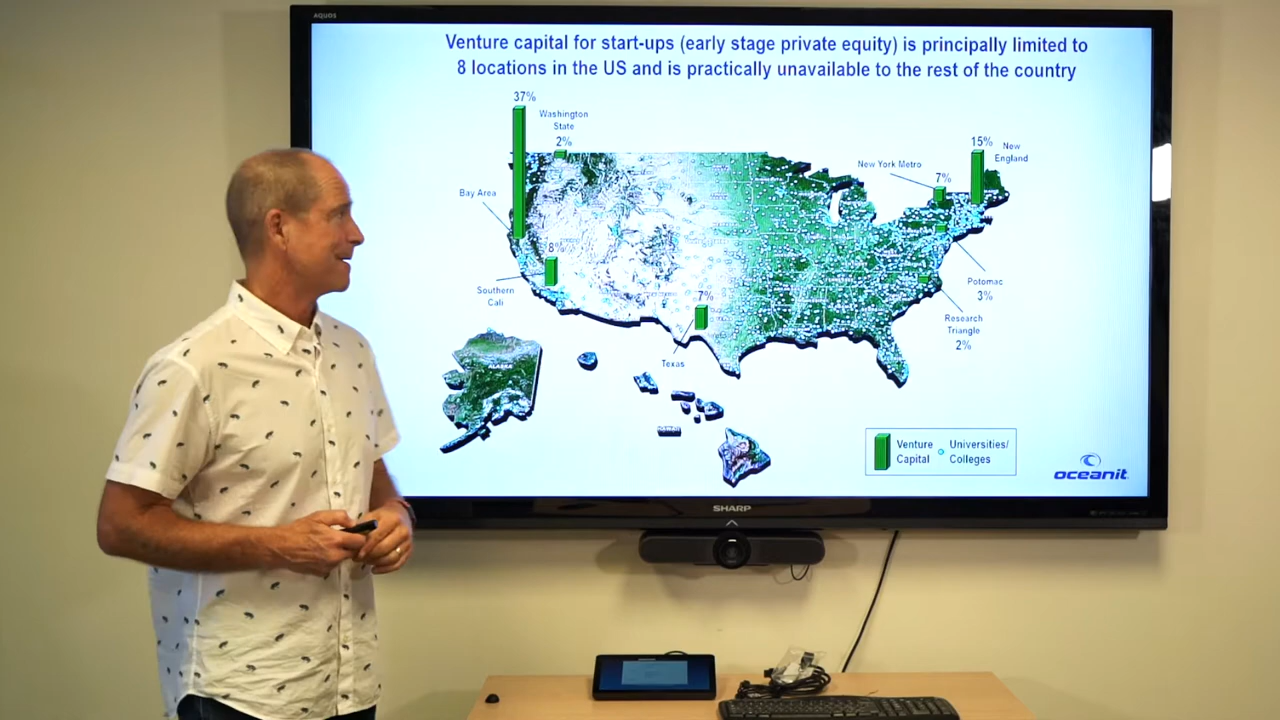 AQUOS
Venture capital for start-ups (early stage private equity) is principally limited to
8 locations in the US and is practically unavailable to the rest of the country
37%
Washington
State
2%
15%
New
England
New York Metro
7%
Bay Area
8%
Southern
Cali
7%
Texas
Potomac
3%
Research
Triangle
2%
ALASKA
HAWAII
Venture
Capital
Universities/
Colleges
oceanit
SHARP